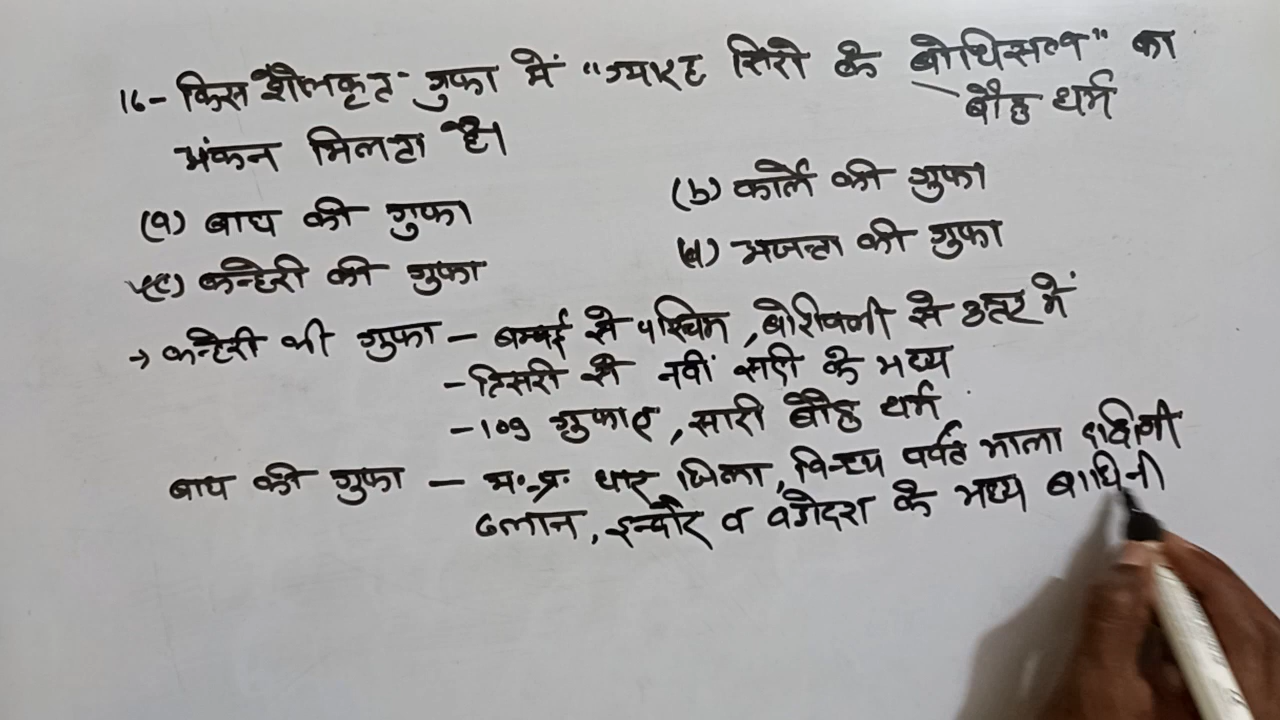 16- किस शैलकृत गुफा में "ग्यारह सिरो के बोधिसत्व" का
बौद्ध धर्म
अंकन मिलता है।
(a) बाघ की गुफा
(b) कार्ले की गुफा
(c) कन्हेरी की गुफा
(d) अजन्ता की गुफा
→ कन्हेरी की गुफा – बम्बई से पश्चिम, बोरीवली से उत्तर में
- तिसरी से नवीं सदी के मध्य
- 109 गुफाए, सारी बौद्ध धर्म
बाघ की गुफा – म.प्र. धार जिला, विन्ध्य पर्वत माला दक्षिणी
ढलान, इन्दौर व वडोदरा के मध्य बाघिनी